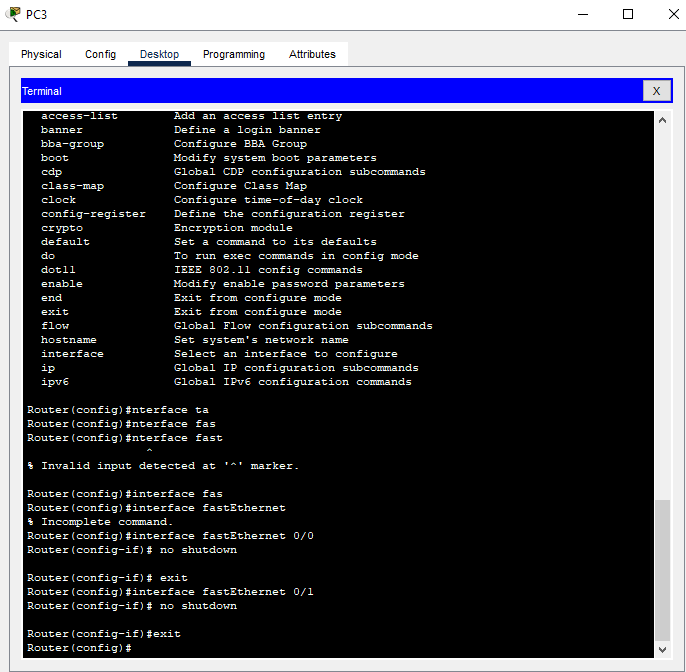 PC3
Physical Config Desktop Programming Attributes
Terminal X
access-list Add an access list entry
banner Define a login banner
bba-group Configure BBA Group
boot Modify system boot parameters
cdp Global CDP configuration subcommands
class-map Configure Class Map
clock Configure time-of-day clock
config-register Define the configuration register
crypto Encryption module
default Set a command to its defaults
do To run exec commands in config mode
dot11 IEEE 802.11 config commands
enable Modify enable password parameters
end Exit from configure mode
exit Exit from configure mode
flow Global Flow configuration subcommands
hostname Set system's network name
interface Select an interface to configure
ip Global IP configuration subcommands
ipv6 Global IPv6 configuration commands
Router(config)#nterface ta
Router(config)#nterface fas
Router(config)#nterface fast
^
% Invalid input detected at '^' marker.
Router(config)#interface fas
Router(config)#interface fastEthernet
% Incomplete command.
Router(config)#interface fastEthernet 0/0
Router(config-if)# no shutdown
Router(config-if)# exit
Router(config)#interface fastEthernet 0/1
Router(config-if)# no shutdown
Router(config-if)#exit
Router(config)#